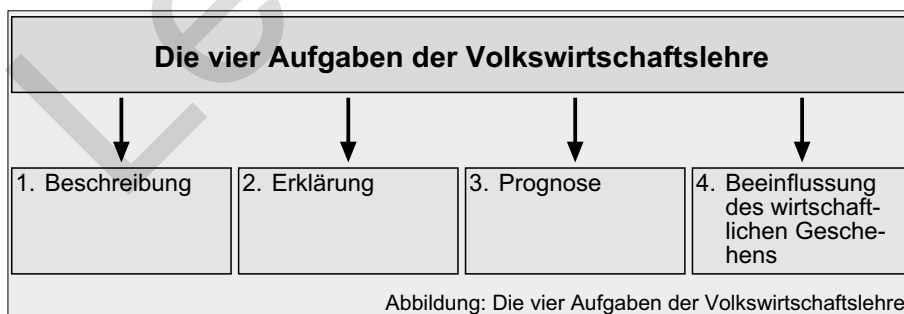 Die vier Aufgaben der Volkswirtschaftslehre
1. Beschreibung
2. Erklärung
3. Prognose
4. Beeinflussung
des wirtschaft-
lichen Gesche-
hens
Abbildung: Die vier Aufgaben der Volkswirtschaftslehre
Le